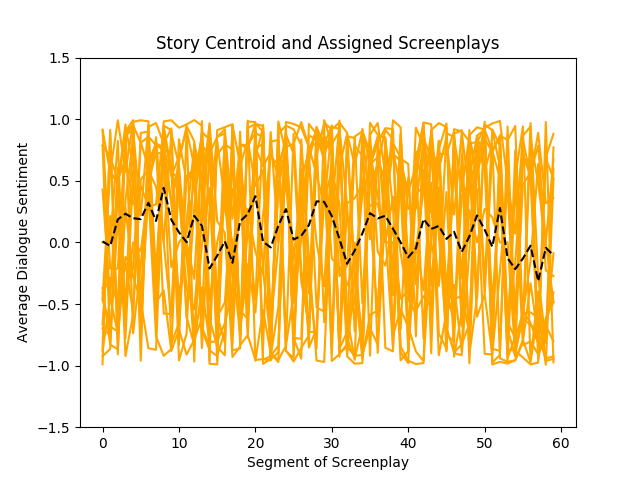 Story Centroid and Assigned Screenplays
1.5
1.0
0.5
0.0
−0.5
−1.0
−1.5
Average Dialogue Sentiment
0 10 20 30 40 50 60
Segment of Screenplay